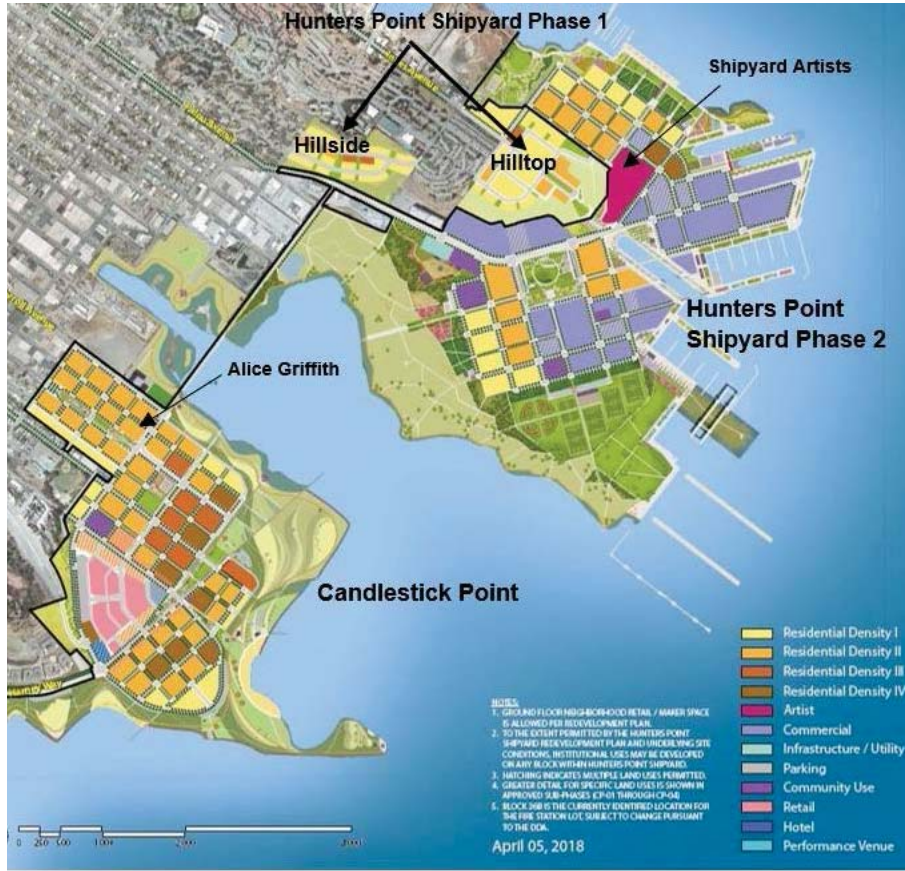 Hunters Point Shipyard Phase 1
Shipyard Artists
Hillside
Hilltop
Hunters Point
Shipyard Phase 2
Alice Griffith
Candlestick Point
Residential Density I
Residential Density II
Residential Density III
Residential Density IV
Artist
Commercial
Infrastructure / Utility
Parking
Community Use
Retail
Hotel
Performance Venue
NOTES:
1. GROUND FLOOR NEIGHBORHOOD RETAIL / MAKER SPACE
IS ALLOWED PER REDEVELOPMENT PLAN.
2. TO THE EXTENT PERMITTED BY THE HUNTERS POINT
SHIPYARD REDEVELOPMENT PLAN AND UNDERLYING SITE
CONDITIONS, INSTITUTIONAL USES MAY BE DEVELOPED
ON ANY BLOCK WITHIN HUNTERS POINT SHIPYARD.
3. HATCHING INDICATES MULTIPLE LAND USES PERMITTED.
4. GREATER DETAIL FOR SPECIFIC LAND USES IS SHOWN IN
APPROVED SUB-PHASES (CP-01 THROUGH CP-04)
5. BLOCK 26B IS THE CURRENTLY IDENTIFIED LOCATION FOR
THE FIRE STATION LOT, SUBJECT TO CHANGE PURSUANT
TO THE DDA.
April 05, 2018
0 250 500 1000 2000